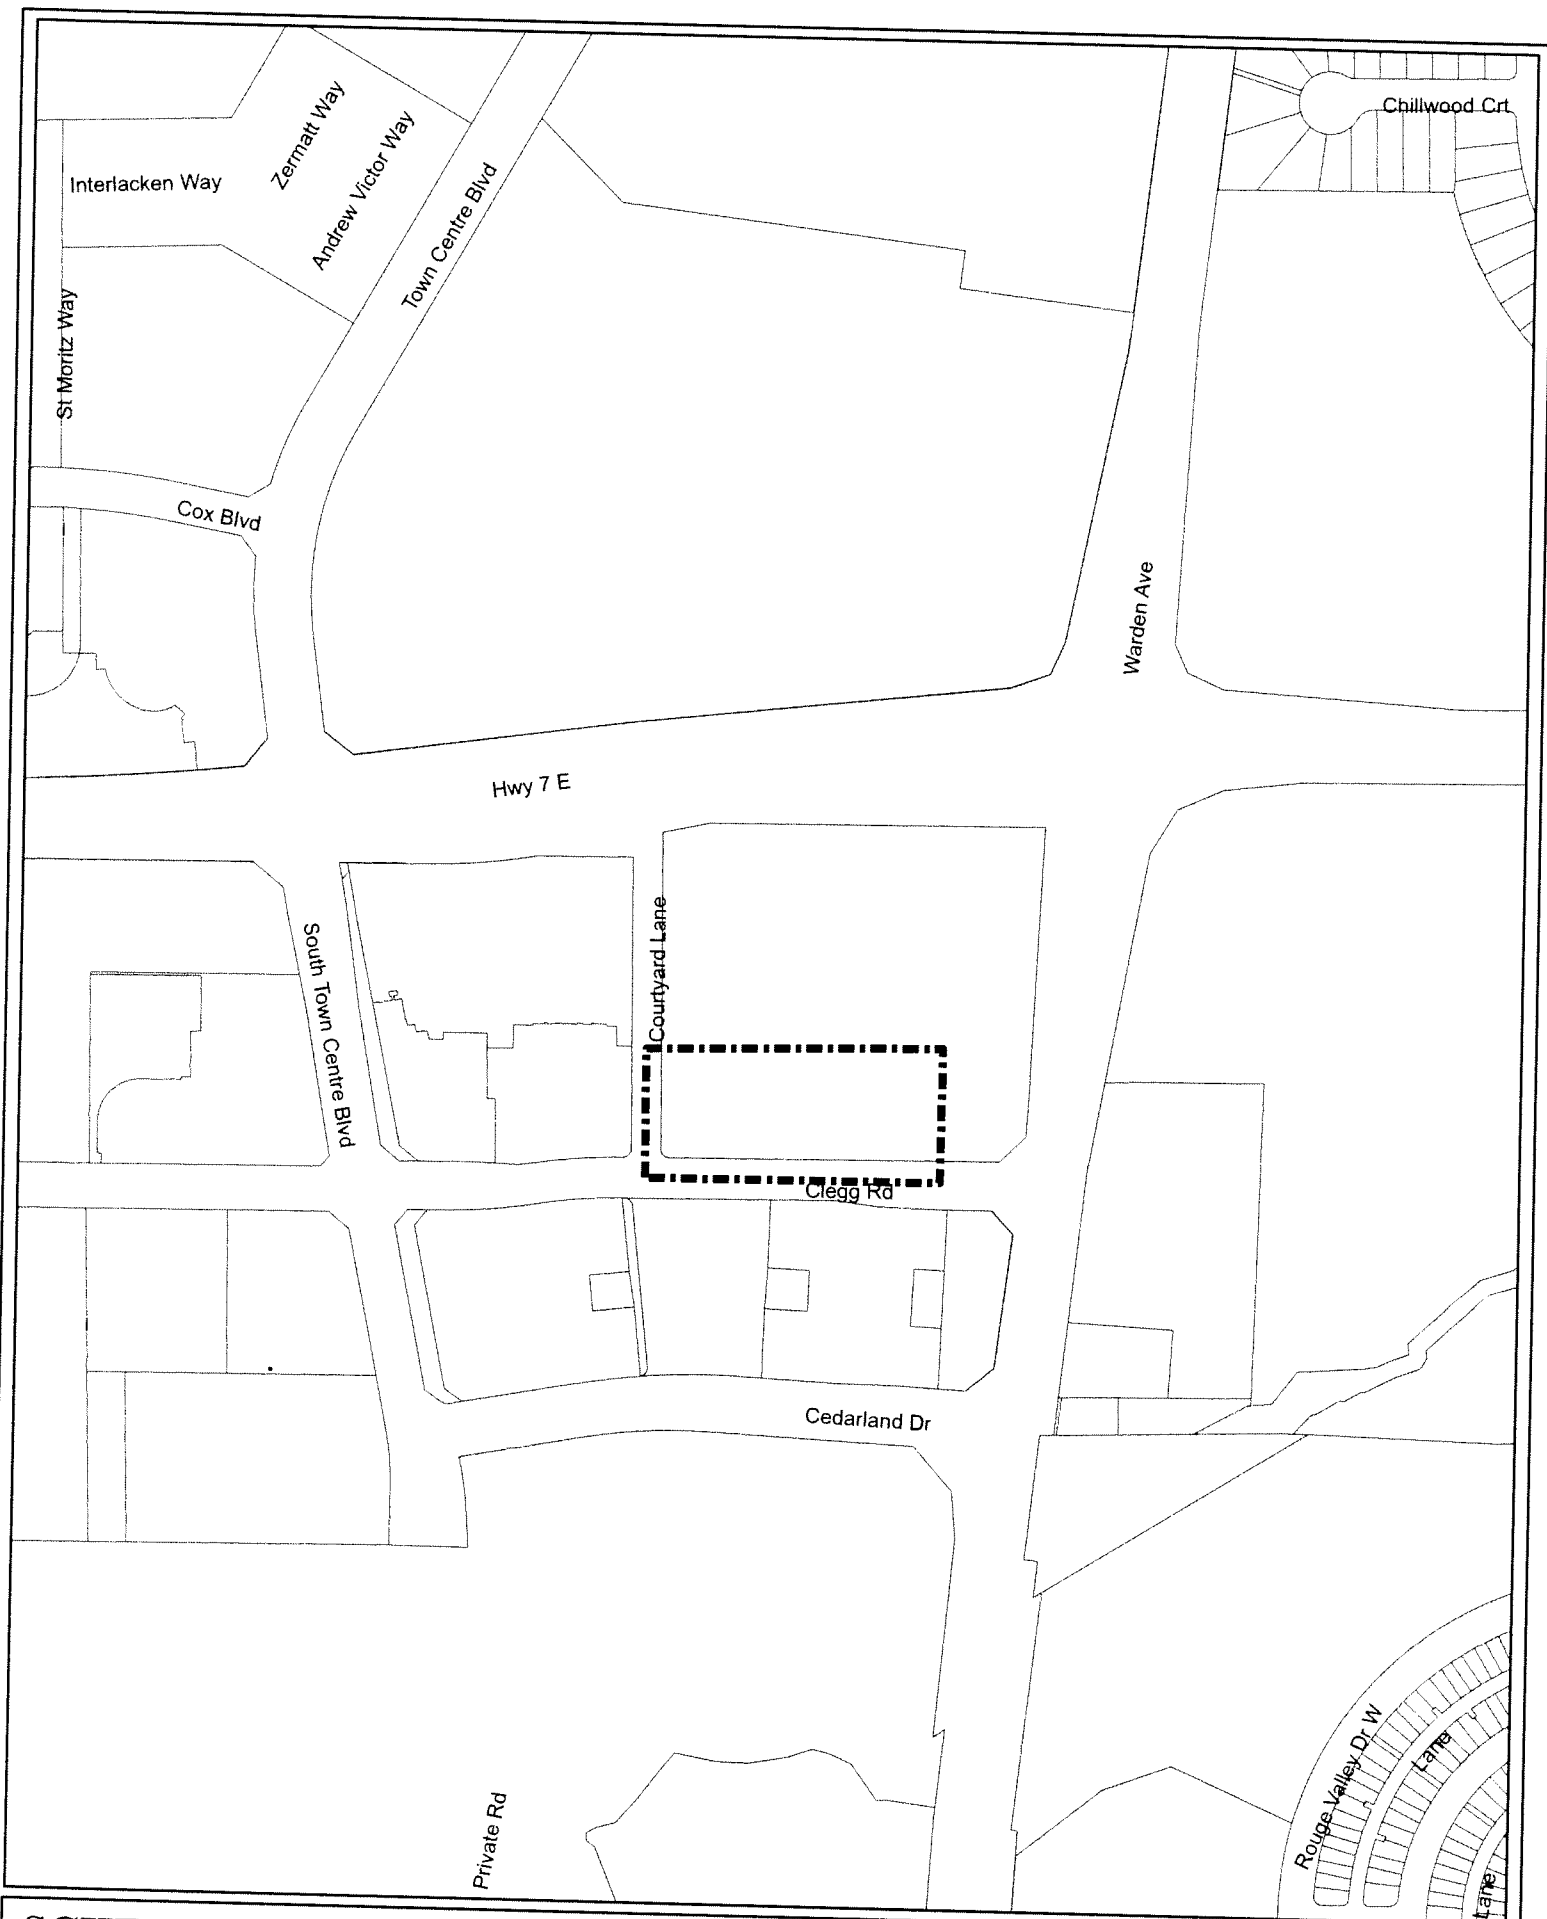 Chillwood Crt
Zermatt Way
Andrew Victor Way
Interlacken Way
Town Centre Blvd
St Moritz Way
Cox Blvd
Warden Ave
Hwy 7 E
Courtyard Lane
South Town Centre Blvd
Clegg Rd
Cedarland Dr
Rouge Valley Dr W
Lane
Private Rd
Lane